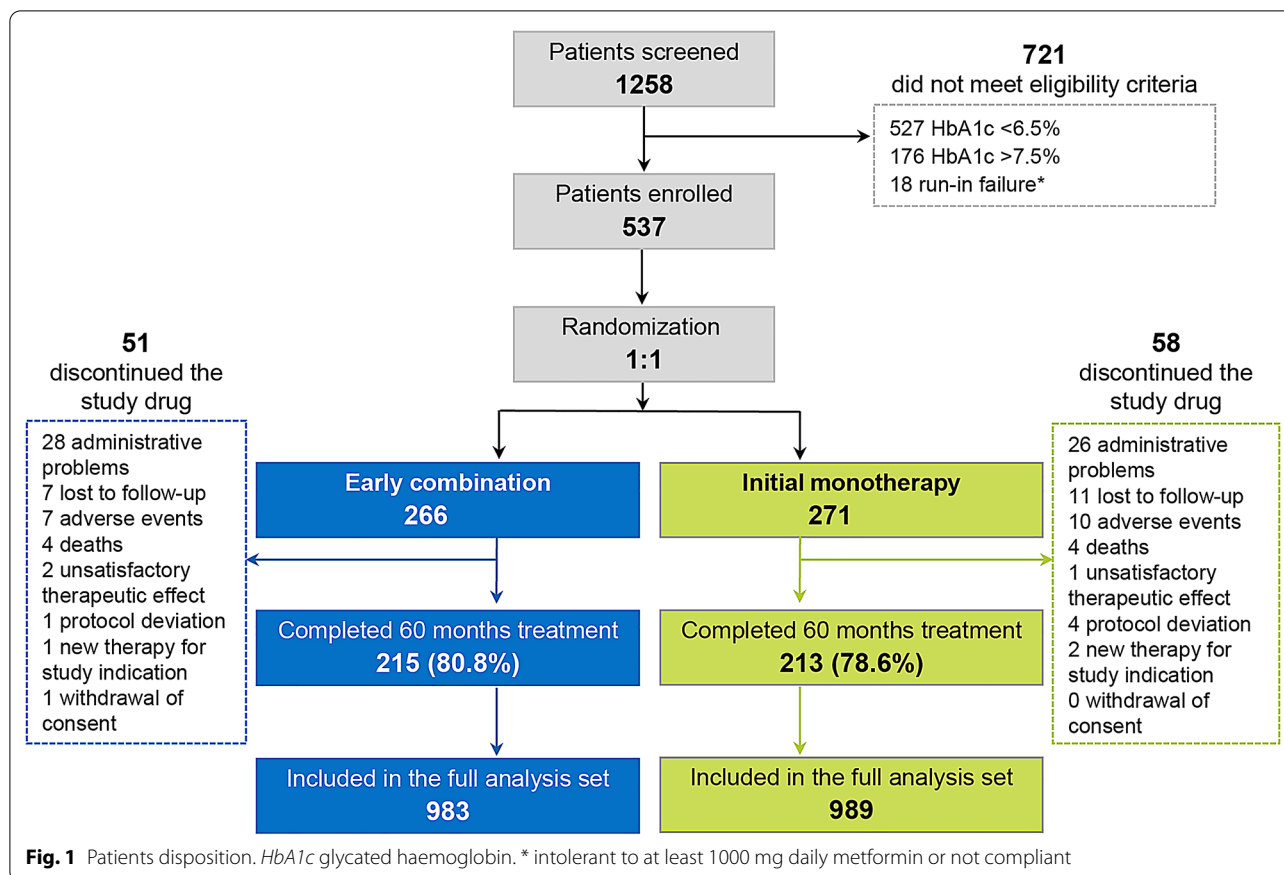 Patients screened
1258
721
did not meet eligibility criteria
527 HbA1c <6.5%
176 HbA1c >7.5%
18 run-in failure*
Patients enrolled
537
Randomization
1:1
51
discontinued the
study drug
28 administrative
problems
7 lost to follow-up
7 adverse events
4 deaths
2 unsatisfactory
therapeutic effect
1 protocol deviation
1 new therapy for
study indication
1 withdrawal of
consent
58
discontinued the
study drug
26 administrative
problems
11 lost to follow-up
10 adverse events
4 deaths
1 unsatisfactory
therapeutic effect
4 protocol deviation
2 new therapy for
study indication
0 withdrawal of
consent
Early combination
266
Initial monotherapy
271
Completed 60 months treatment
215 (80.8%)
Completed 60 months treatment
213 (78.6%)
Included in the full analysis set
983
Included in the full analysis set
989
Fig. 1 Patients disposition. HbA1c glycated haemoglobin. * intolerant to at least 1000 mg daily metformin or not compliant